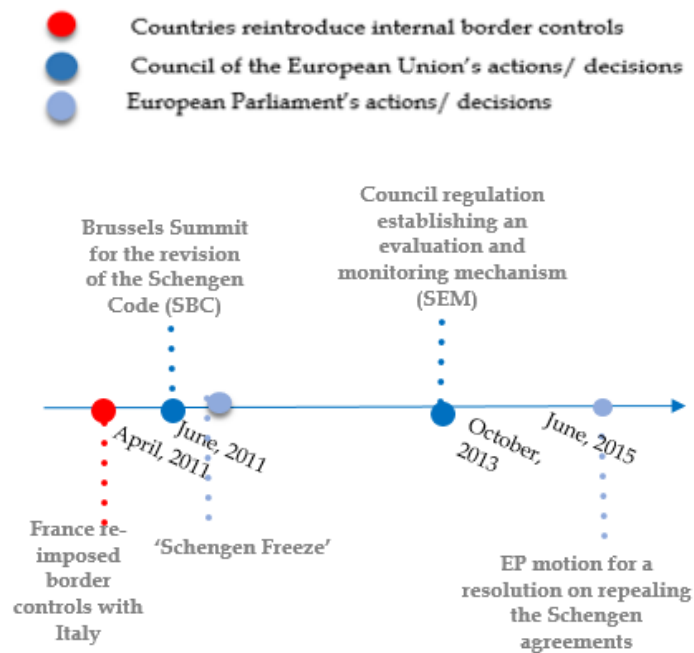 Countries reintroduce internal border controls
Council of the European Union's actions/ decisions
European Parliament's actions/ decisions
Brussels Summit
for the revision
of the Schengen
Code (SBC)
Council regulation
establishing an
evaluation and
monitoring mechanism
(SEM)
April, 2011
June, 2011
October,
2013
June, 2015
France re-
imposed
border
controls with
Italy
‘Schengen Freeze’
EP motion for a
resolution on repealing
the Schengen
agreements